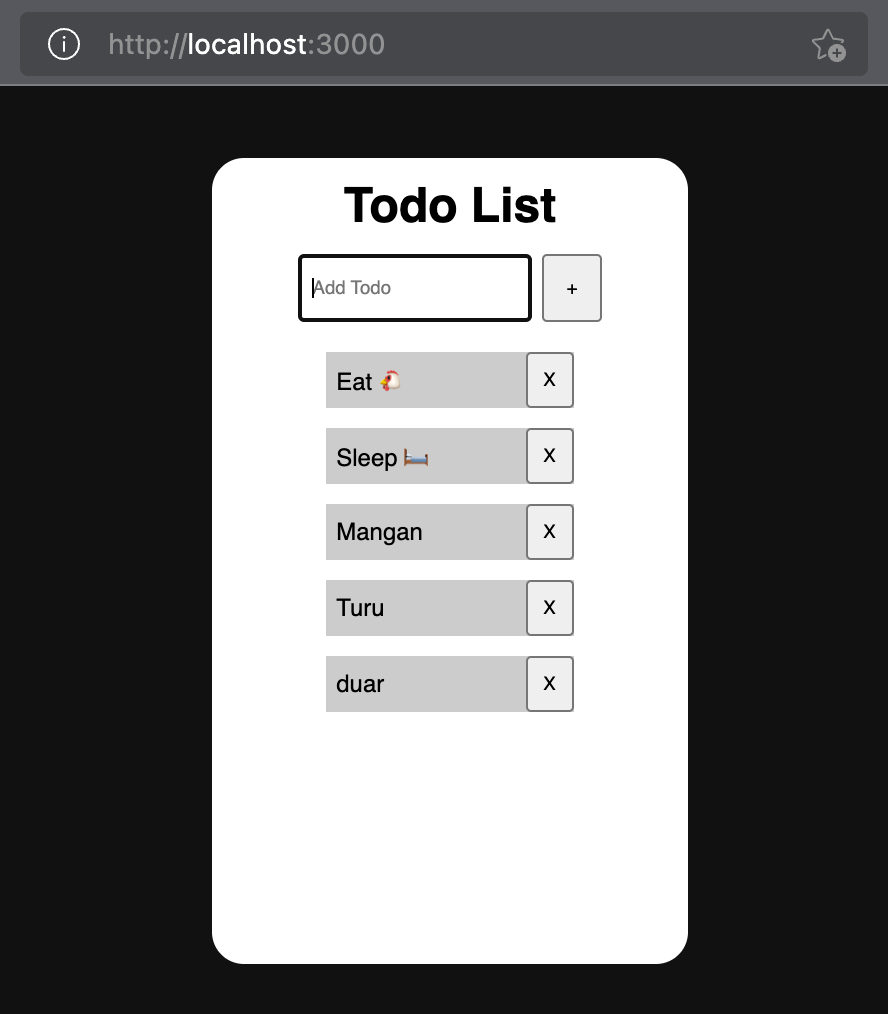 http://localhost:3000
Todo List
Add Todo
+
Eat 🐔 X
Sleep 🛏️ X
Mangan X
Turu X
duar X